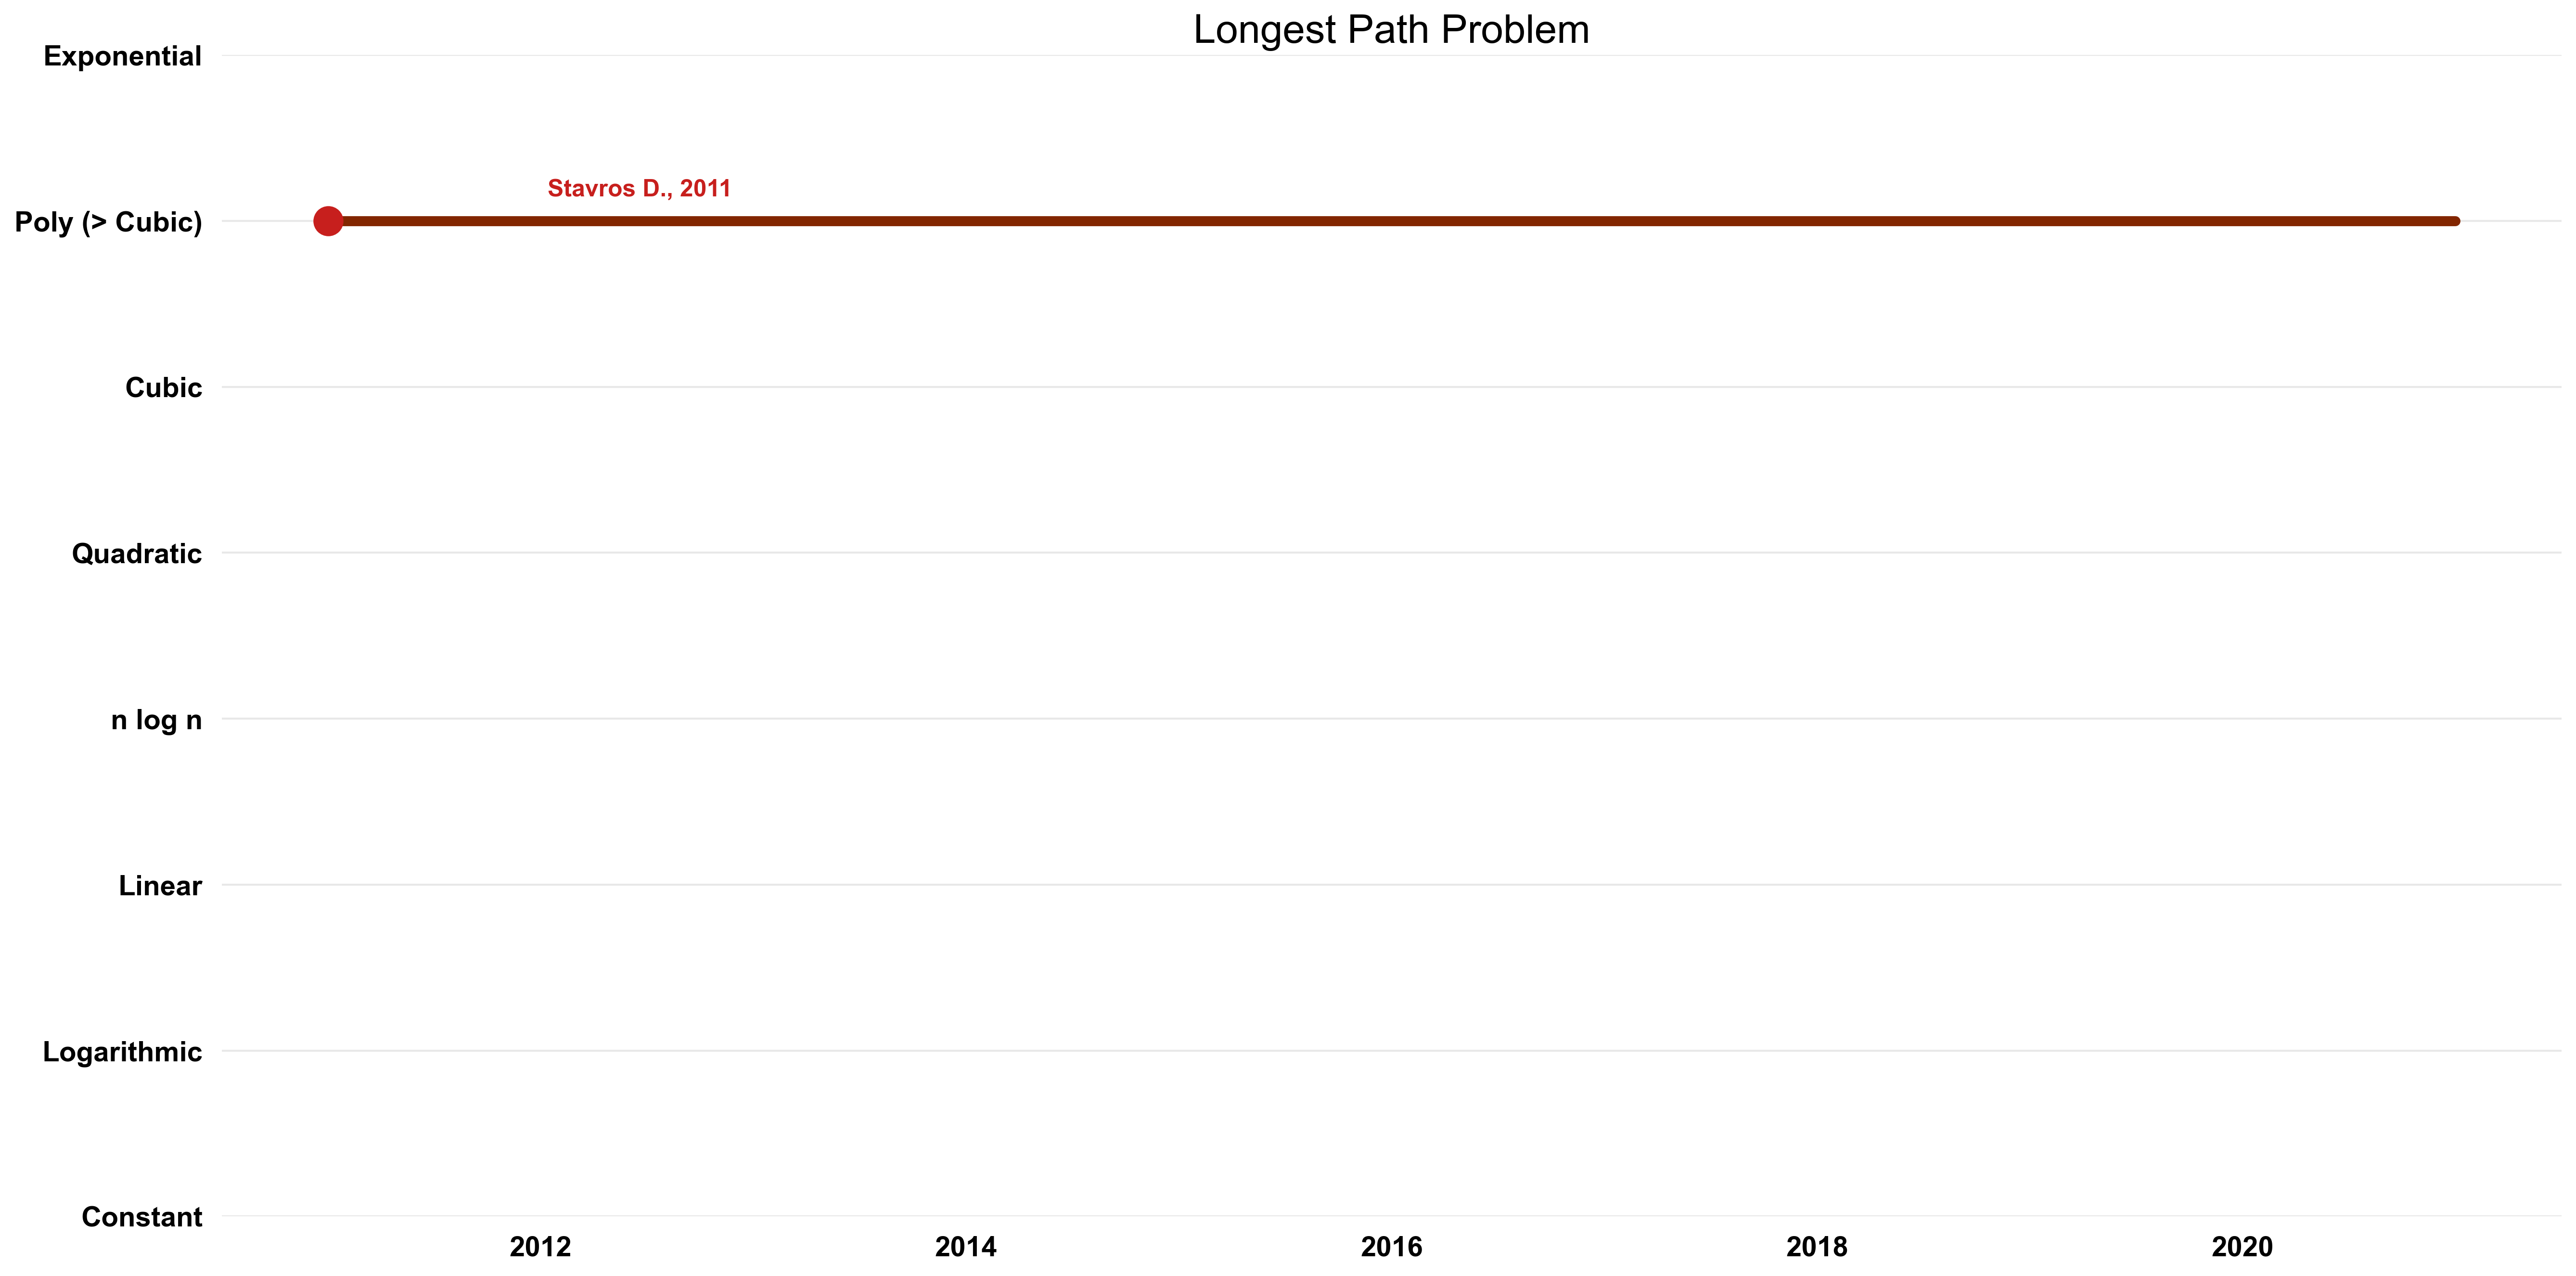 Longest Path Problem
Exponential
Stavros D., 2011
Poly (> Cubic)
Cubic
Quadratic
n log n
Linear
Logarithmic
Constant
2012 2014 2016 2018 2020